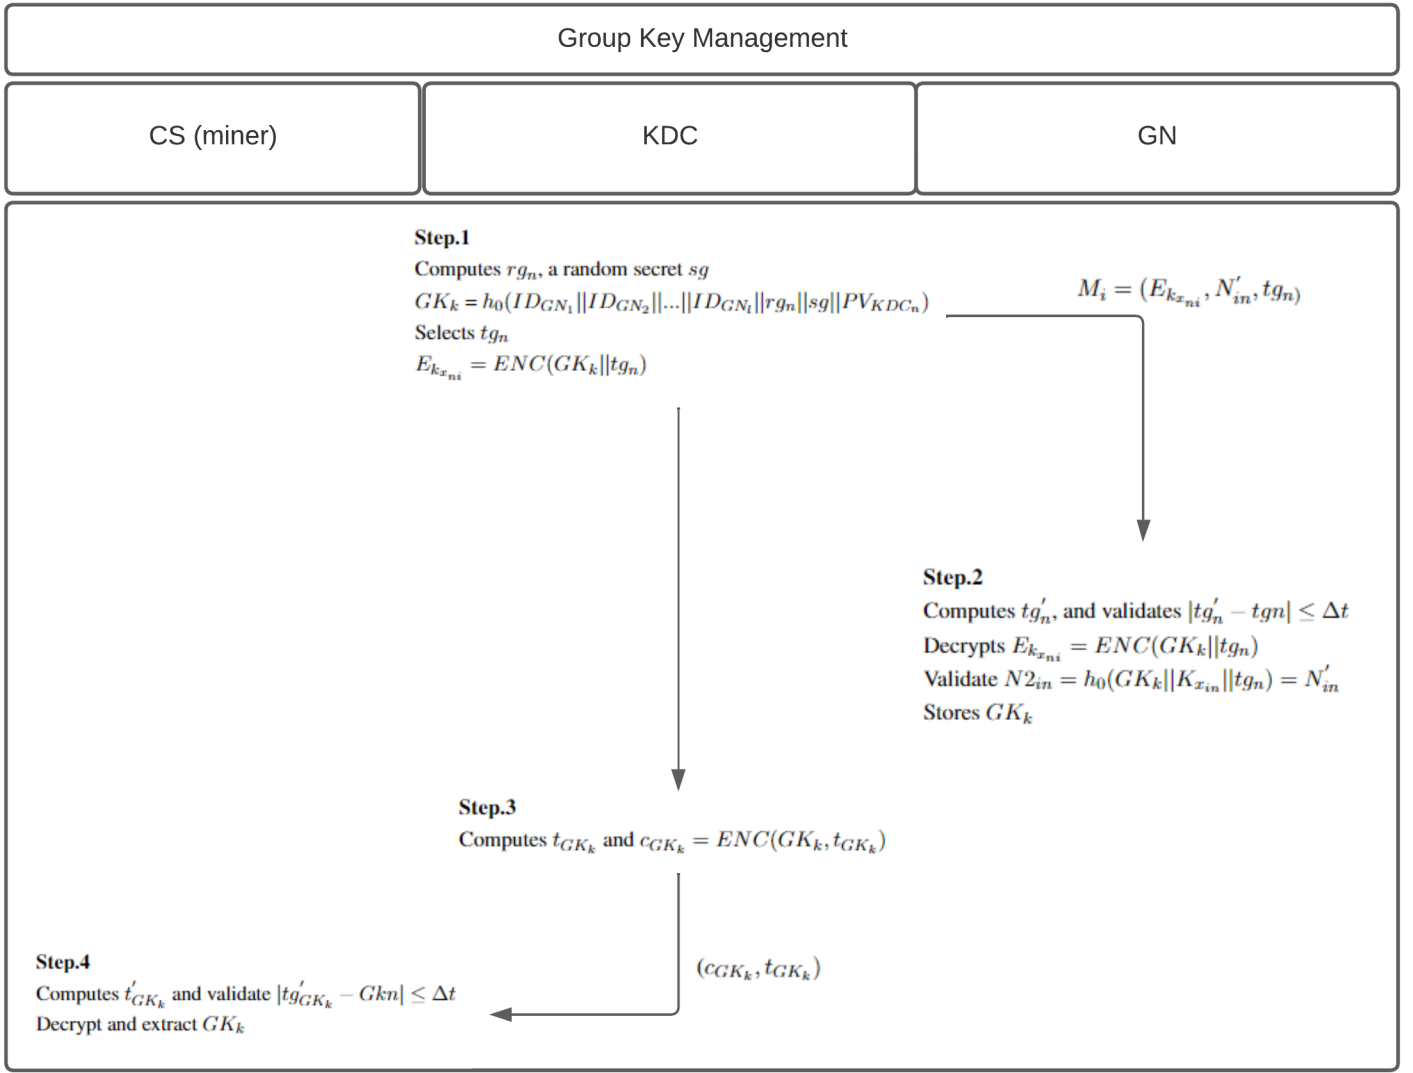 Group Key Management
CS (miner)
KDC
GN
Step.1
Computes rg_n, a random secret sg
GK_k = h_0(ID_{GN_1}||ID_{GN_2}||...||ID_{GN_l}||rg_n||sg||PV_{KDC_n})
Selects tg_n
E_{k_{x_{ni}}} = ENC(GK_k||tg_n)
M_i = (E_{k_{x_{ni}}}, N'_{in}, tg_{n)}
Step.2
Computes tg'_n, and validates |tg'_n − tgn| ≤ Δt
Decrypts E_{k_{x_{ni}}} = ENC(GK_k||tg_n)
Validate N2_{in} = h_0(GK_k||K_{x_{in}}||tg_n) = N'_{in}
Stores GK_k
Step.3
Computes t_{GK_k} and c_{GK_k} = ENC(GK_k, t_{GK_k})
(c_{GK_k}, t_{GK_k})
Step.4
Computes t'_{GK_k} and validate |tg'_{GK_k} − Gkn| ≤ Δt
Decrypt and extract GK_k